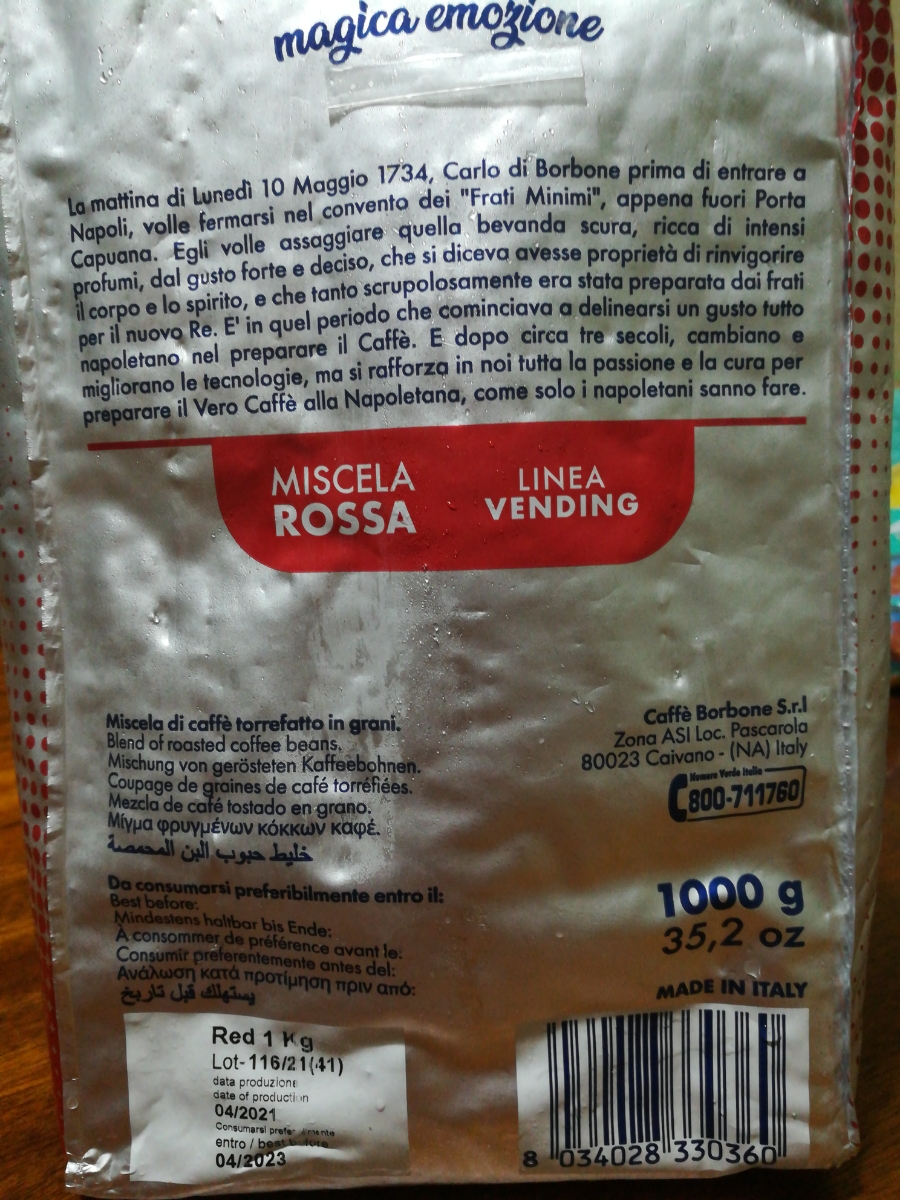 magica emozione
La mattina di Lunedì 10 Maggio 1734, Carlo di Borbone prima di entrare a
Napoli, volle fermarsi nel convento dei "Frati Minimi", appena fuori Porta
Capuana. Egli volle assaggiare quella bevanda scura, ricca di intensi
profumi, dal gusto forte e deciso, che si diceva avesse proprietà di rinvigorire
il corpo e lo spirito, e che tanto scrupolosamente era stata preparata dai frati
per il nuovo Re. E' in quel periodo che cominciava a delinearsi un gusto tutto
napoletano nel preparare il Caffè. E dopo circa tre secoli, cambiano e
migliorano le tecnologie, ma si rafforza in noi tutta la passione e la cura per
preparare il Vero Caffè alla Napoletana, come solo i napoletani sanno fare.
MISCELA
ROSSA
LINEA
VENDING
Miscela di caffè torrefatto in grani.
Blend of roasted coffee beans.
Mischung von gerösteten Kaffeebohnen.
Coupage de graines de café torréfiées.
Mezcla de café tostado en grano.
Μίγμα φρυγμένων κόκκων καφέ.
خليط حبوب البن المحمصة
Caffè Borbone S.r.l
Zona ASI Loc. Pascarola
80023 Caivano - (NA) Italy
Numero Verde Italia
800-711760
Da consumarsi preferibilmente entro il:
Best before:
Mindestens haltbar bis Ende:
À consommer de préférence avant le:
Consumir preferentemente antes del:
Ανάλωση κατά προτίμηση πριν από:
يستهلك قبل تاريخ
1000 g
35,2 oz
MADE IN ITALY
Red 1 Kg
Lot-116/21(41)
data produzione
date of production
04/2021
Consumarsi preferibilmente
entro / best before
04/2023
8 034028 330360